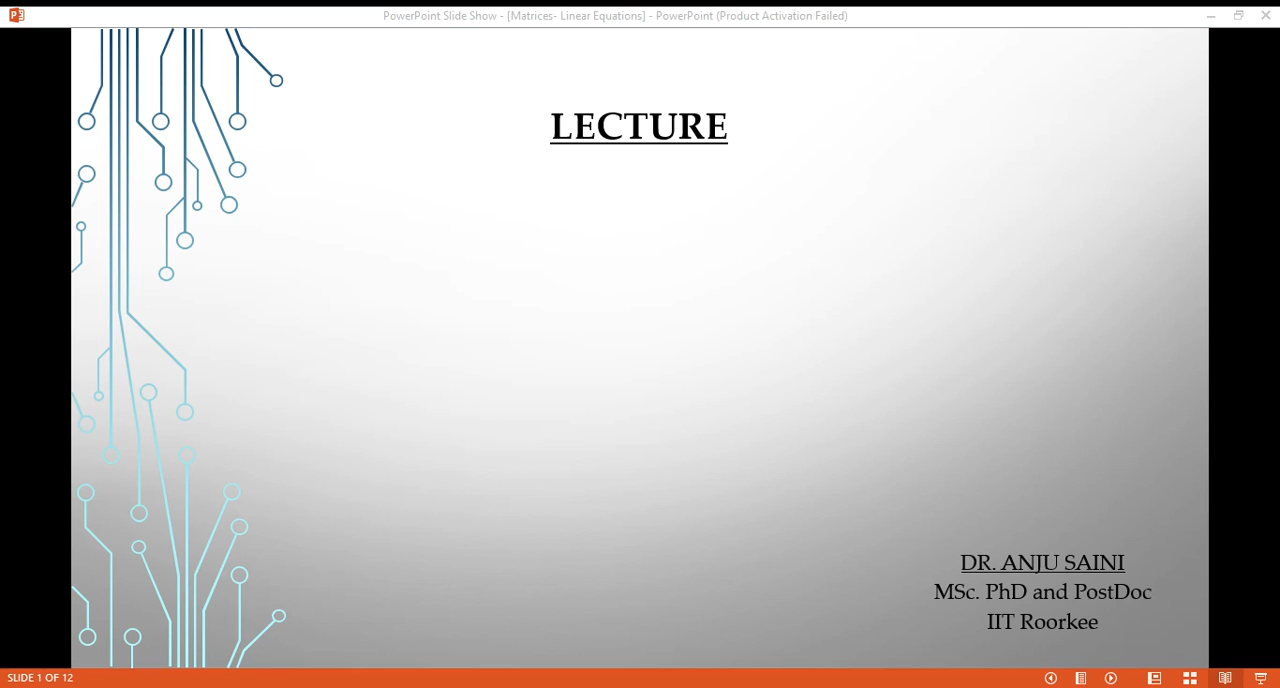 PowerPoint Slide Show - [Matrices- Linear Equations] - PowerPoint (Product Activation Failed)
LECTURE
DR. ANJU SAINI
MSc. PhD and PostDoc
IIT Roorkee
SLIDE 1 OF 12